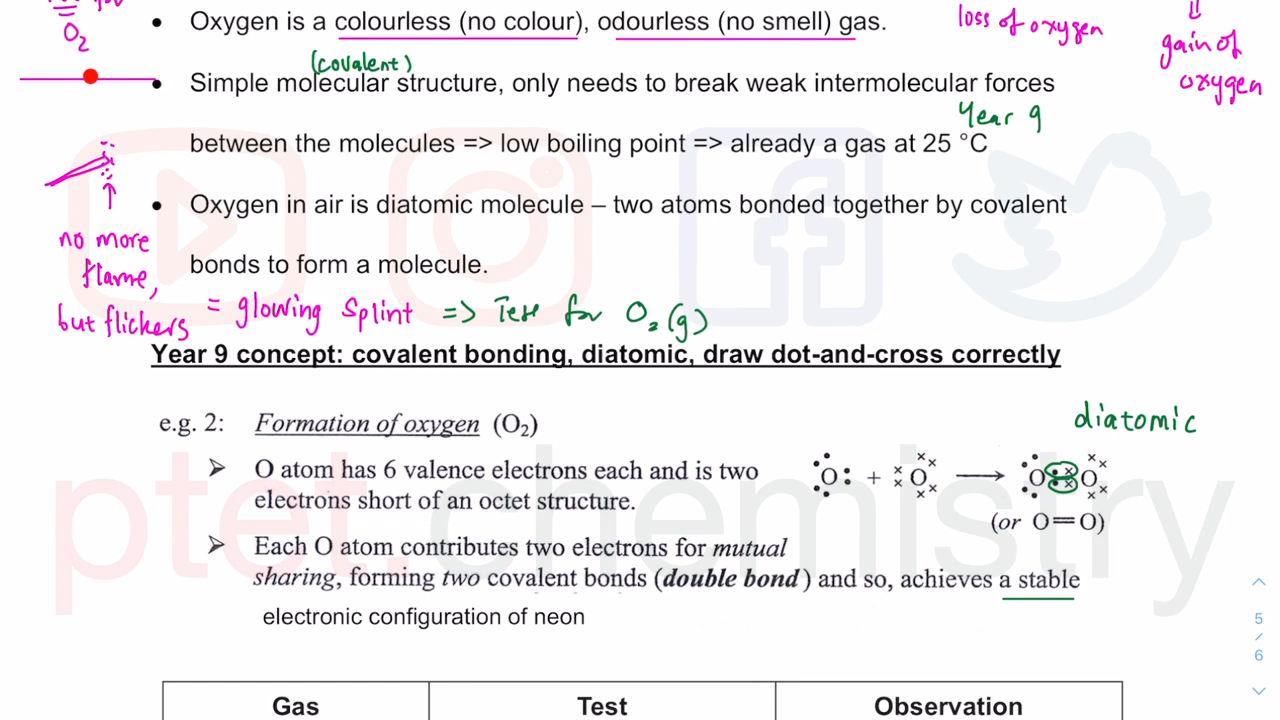 O₂
• Oxygen is a colourless (no colour), odourless (no smell) gas.
loss of oxygen
⇓
gain of
oxygen
(covalent)
• Simple molecular structure, only needs to break weak intermolecular forces
Year 9
between the molecules => low boiling point => already a gas at 25 °C
• Oxygen in air is diatomic molecule – two atoms bonded together by covalent
bonds to form a molecule.
no more
flame,
but flickers
= glowing splint => Test for O₂(g)
Year 9 concept: covalent bonding, diatomic, draw dot-and-cross correctly
e.g. 2: Formation of oxygen (O₂)
diatomic
➢ O atom has 6 valence electrons each and is two
electrons short of an octet structure.
O + O ⟶ O O
(or O=O)
➢ Each O atom contributes two electrons for mutual
sharing, forming two covalent bonds (double bond) and so, achieves a stable
electronic configuration of neon
ptet.chemistry
5
/
6
Gas Test Observation